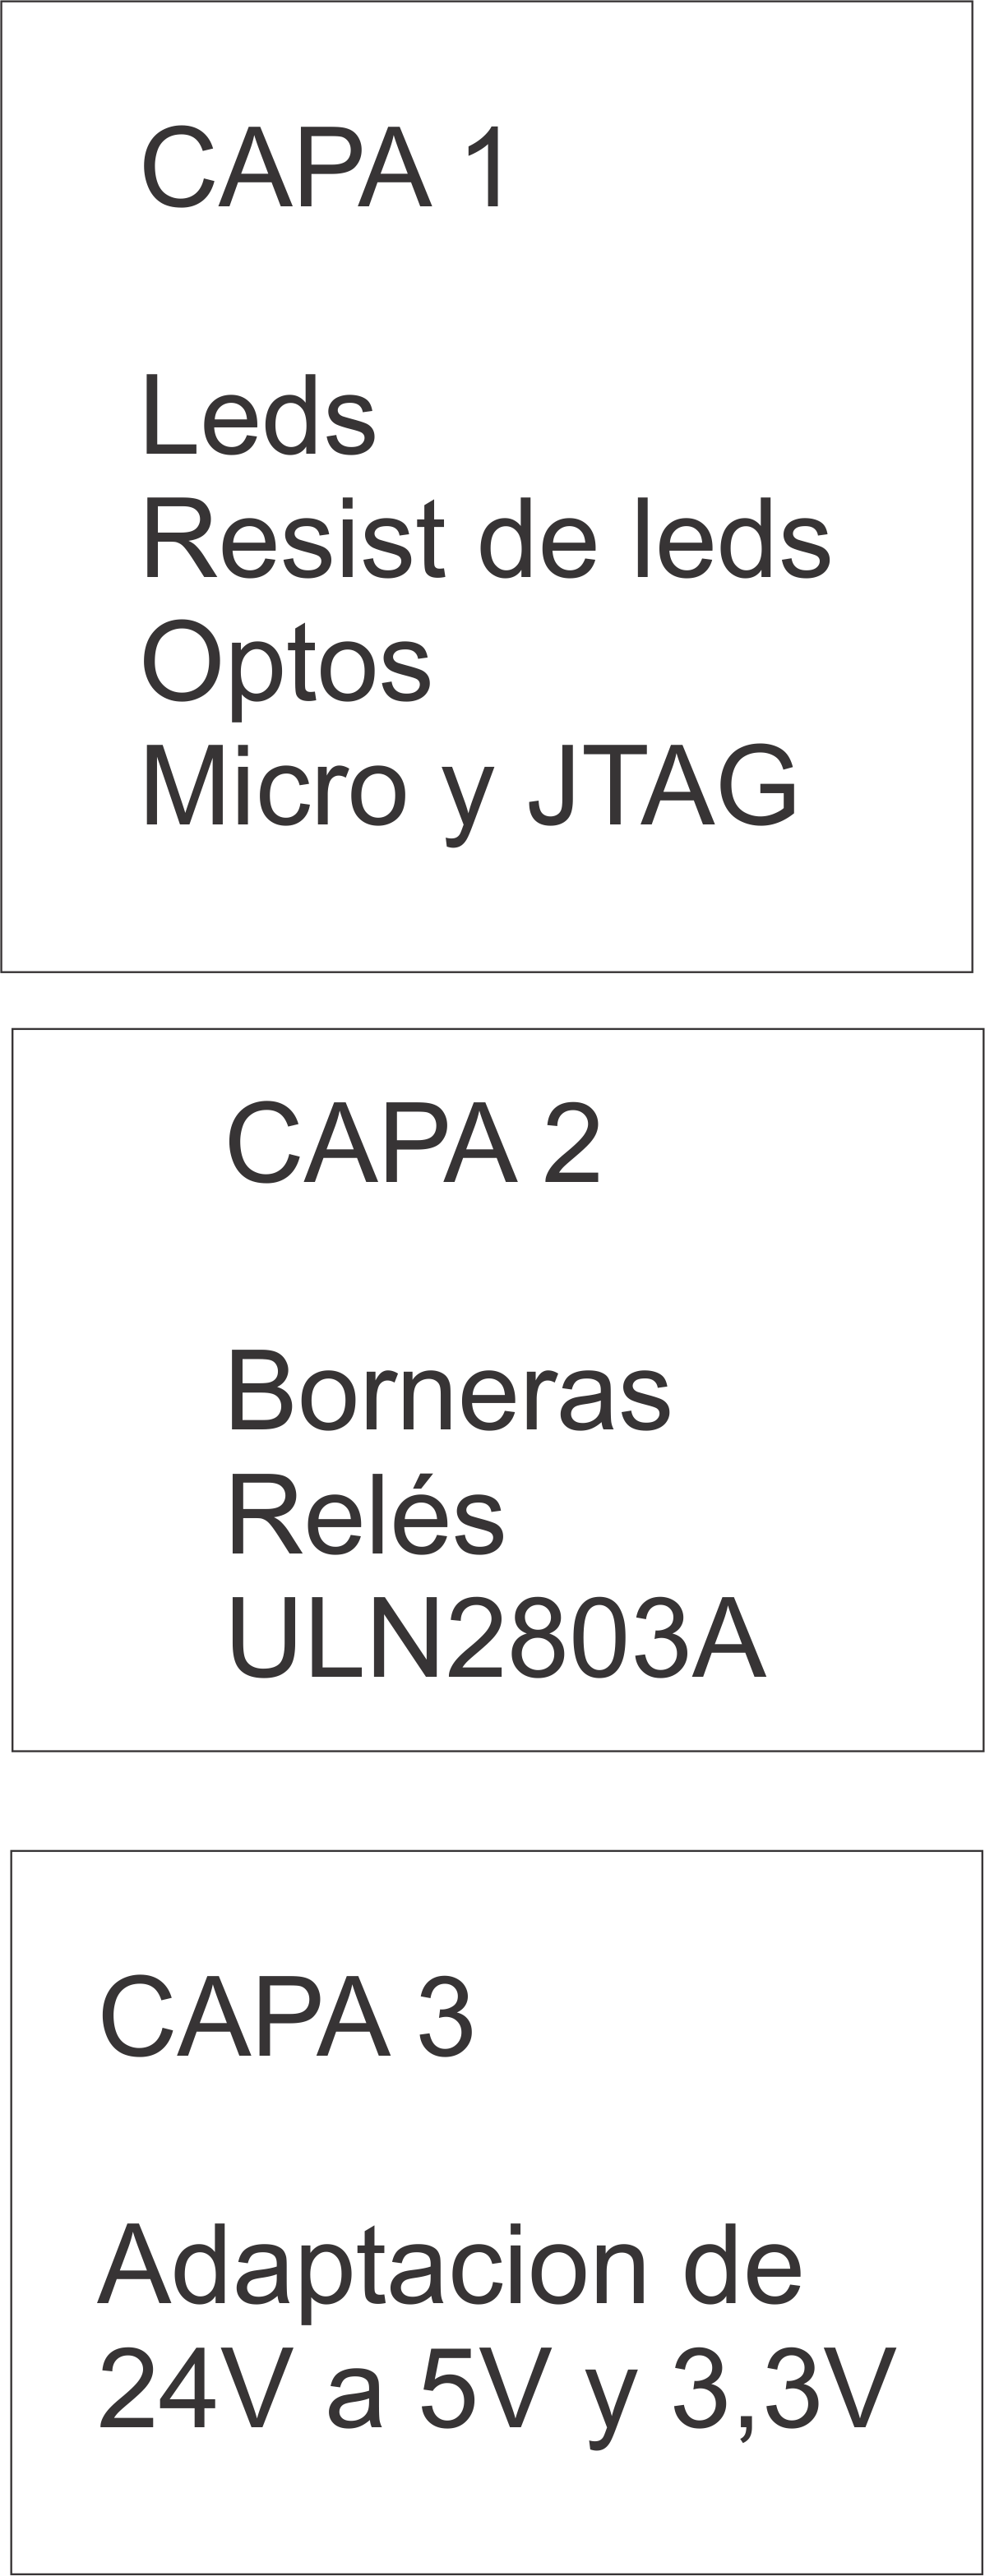 CAPA 1
Leds
Resist de leds
Optos
Micro y JTAG
CAPA 2
Borneras
Relés
ULN2803A
CAPA 3
Adaptacion de
24V a 5V y 3,3V